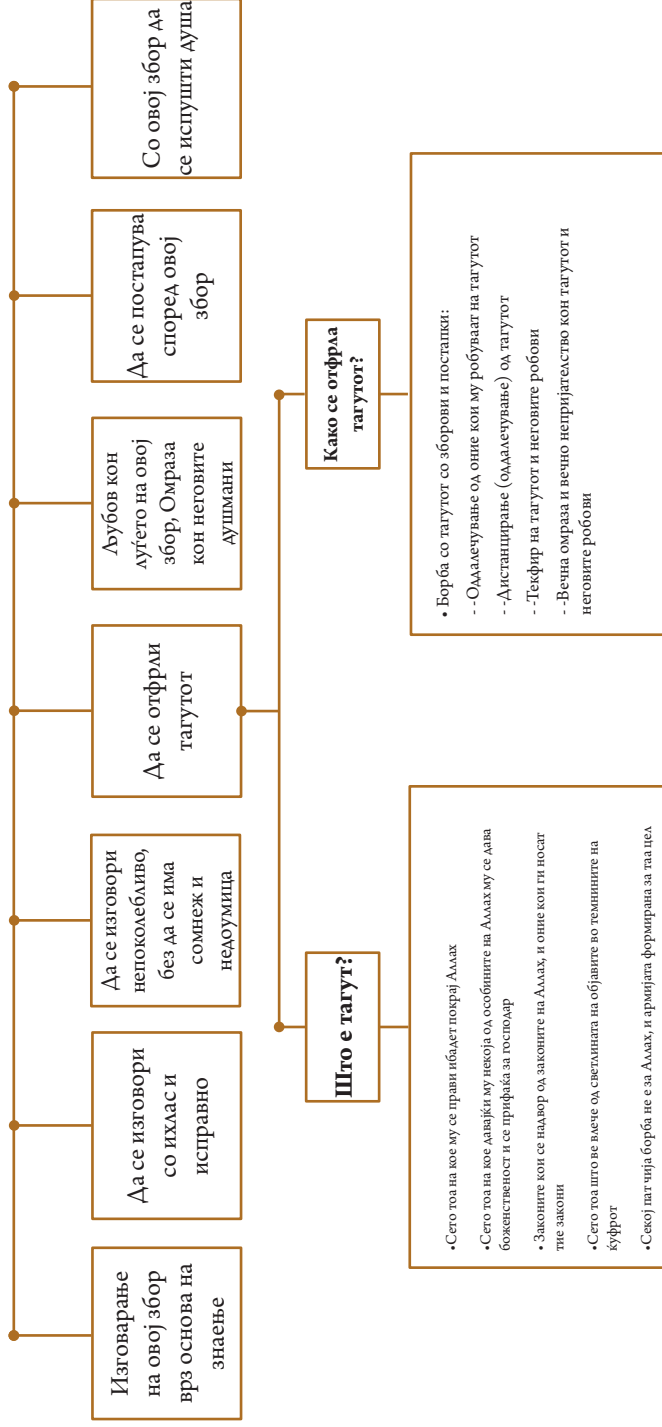 Изговарање
на овој збор
врз основа на
знаење
Да се изговори
со ихлас и
исправно
Да се изговори
непоколебливо,
без да се има
сомнеж и
недоумица
Да се отфрли
тагутот
Љубов кон
луѓето на овој
збор, Омраза
кон неговите
душмани
Да се постапува
според овој
збор
Со овој збор да
се испушти душа
Што е тагут?
•Сето тоа на кое му се прави ибадет покрај Аллах
•Сето тоа на кое давајќи му некоја од особините на Аллах му се дава
боженственост и се прифаќа за господар
• Законите кои се надвор од законите на Аллах, и оние кои ги носат
тие закони
•Сето тоа што ве влече од светлината на објавите во темнините на
ќуфрот
•Секој пат чија борба не е за Аллах, и армијата формирана за таа цел
Како се отфрла
тагутот?
• Борба со тагутот со зборови и постапки:
- -Оддалечување од оние кои му робуваат на тагутот
- -Дистанцирање (оддалечување) од тагутот
- -Текфир на тагутот и неговите робови
- -Вечна омраза и вечно непријателство кон тагутот и
неговите робови